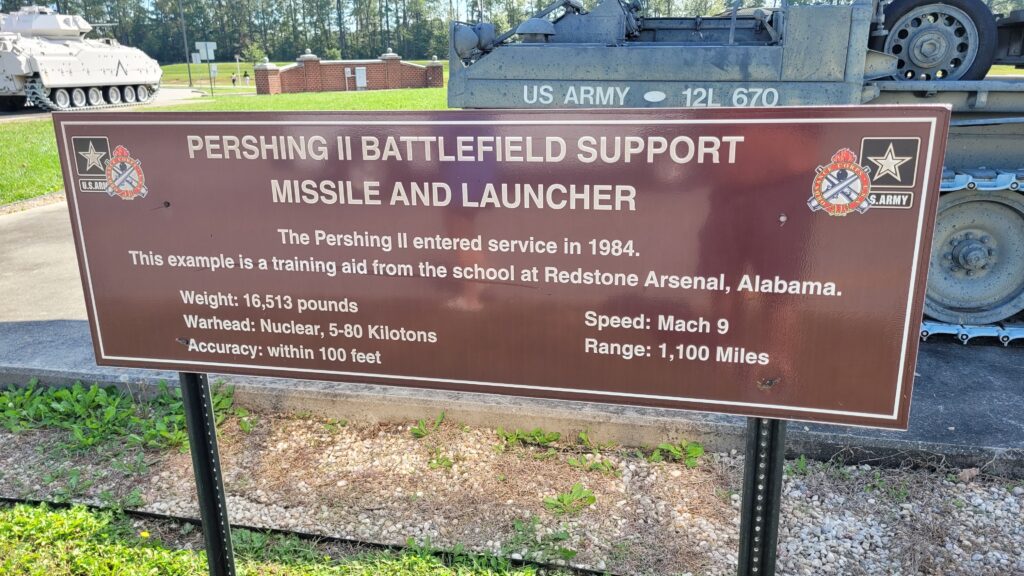 US ARMY 12L 670
PERSHING II BATTLEFIELD SUPPORT
MISSILE AND LAUNCHER
U.S. ARMY
S. ARMY
The Pershing II entered service in 1984.
This example is a training aid from the school at Redstone Arsenal, Alabama.
Weight: 16,513 pounds
Warhead: Nuclear, 5-80 Kilotons
Accuracy: within 100 feet
Speed: Mach 9
Range: 1,100 Miles